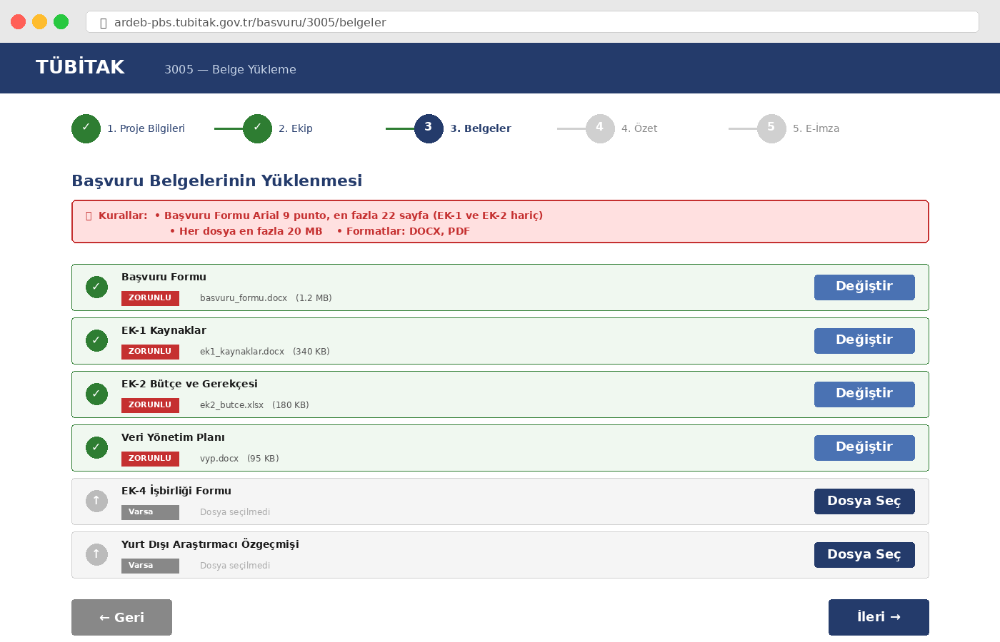 ardeb-pbs.tubitak.gov.tr/basvuru/3005/belgeler
TÜBİTAK 3005 — Belge Yükleme
✓ 1. Proje Bilgileri ✓ 2. Ekip 3 3. Belgeler 4 4. Özet 5 5. E-İmza
Başvuru Belgelerinin Yüklenmesi
Kurallar: • Başvuru Formu Arial 9 punto, en fazla 22 sayfa (EK-1 ve EK-2 hariç)
• Her dosya en fazla 20 MB • Formatlar: DOCX, PDF
Başvuru Formu
ZORUNLU basvuru_formu.docx (1.2 MB)
Değiştir
EK-1 Kaynaklar
ZORUNLU ek1_kaynaklar.docx (340 KB)
Değiştir
EK-2 Bütçe ve Gerekçesi
ZORUNLU ek2_butce.xlsx (180 KB)
Değiştir
Veri Yönetim Planı
ZORUNLU vyp.docx (95 KB)
Değiştir
EK-4 İşbirliği Formu
Varsa Dosya seçilmedi
Dosya Seç
Yurt Dışı Araştırmacı Özgeçmişi
Varsa Dosya seçilmedi
Dosya Seç
← Geri İleri →